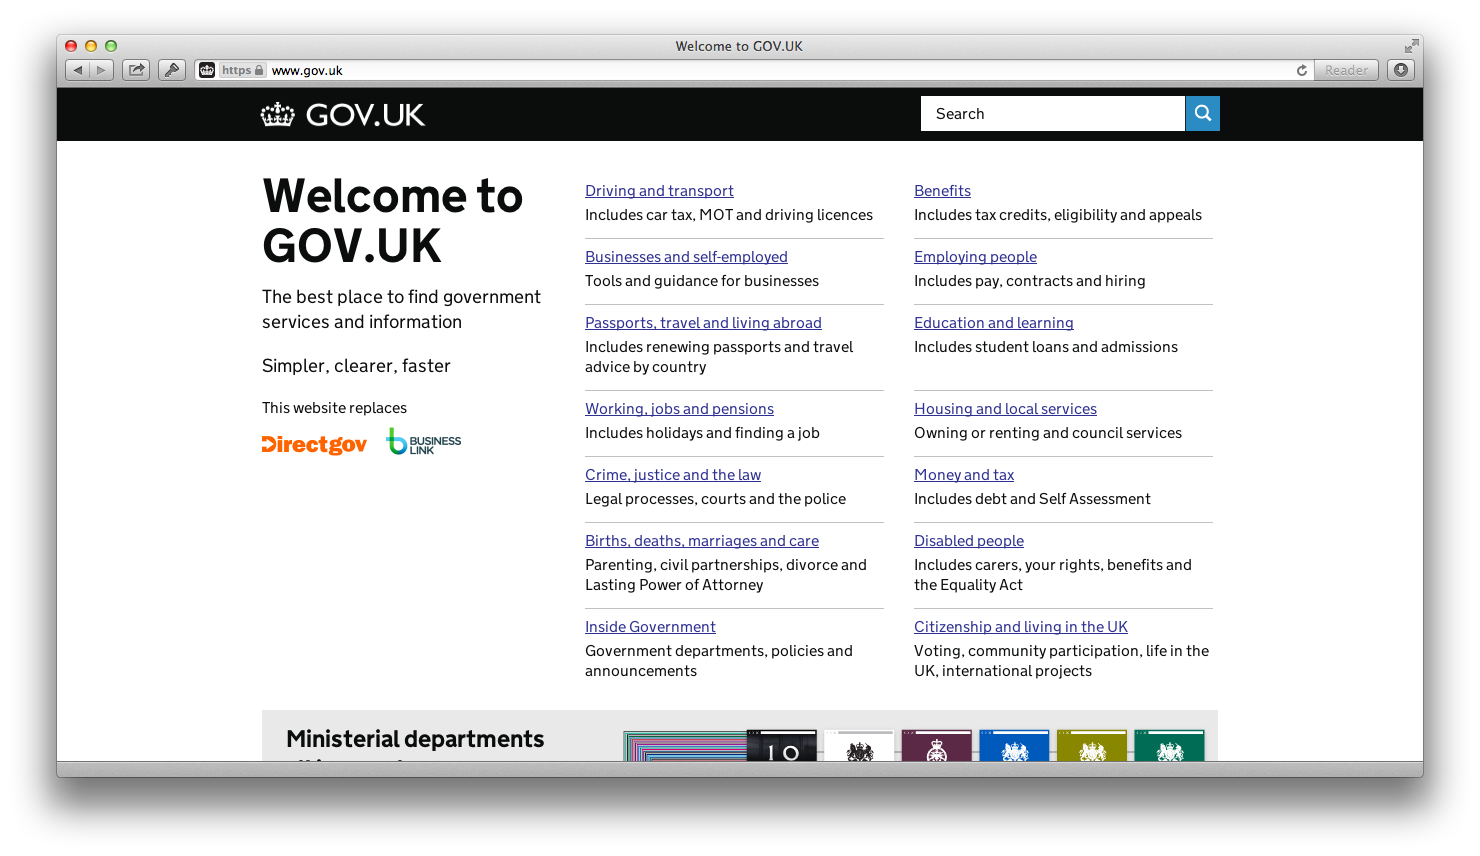 Welcome to GOV.UK
https www.gov.uk
Reader
GOV.UK
Search
Welcome to
GOV.UK
The best place to find government
services and information
Simpler, clearer, faster
This website replaces
Directgov
BUSINESS
LINK
Driving and transport
Includes car tax, MOT and driving licences
Businesses and self-employed
Tools and guidance for businesses
Passports, travel and living abroad
Includes renewing passports and travel
advice by country
Working, jobs and pensions
Includes holidays and finding a job
Crime, justice and the law
Legal processes, courts and the police
Births, deaths, marriages and care
Parenting, civil partnerships, divorce and
Lasting Power of Attorney
Inside Government
Government departments, policies and
announcements
Benefits
Includes tax credits, eligibility and appeals
Employing people
Includes pay, contracts and hiring
Education and learning
Includes student loans and admissions
Housing and local services
Owning or renting and council services
Money and tax
Includes debt and Self Assessment
Disabled people
Includes carers, your rights, benefits and
the Equality Act
Citizenship and living in the UK
Voting, community participation, life in the
UK, international projects
Ministerial departments
10